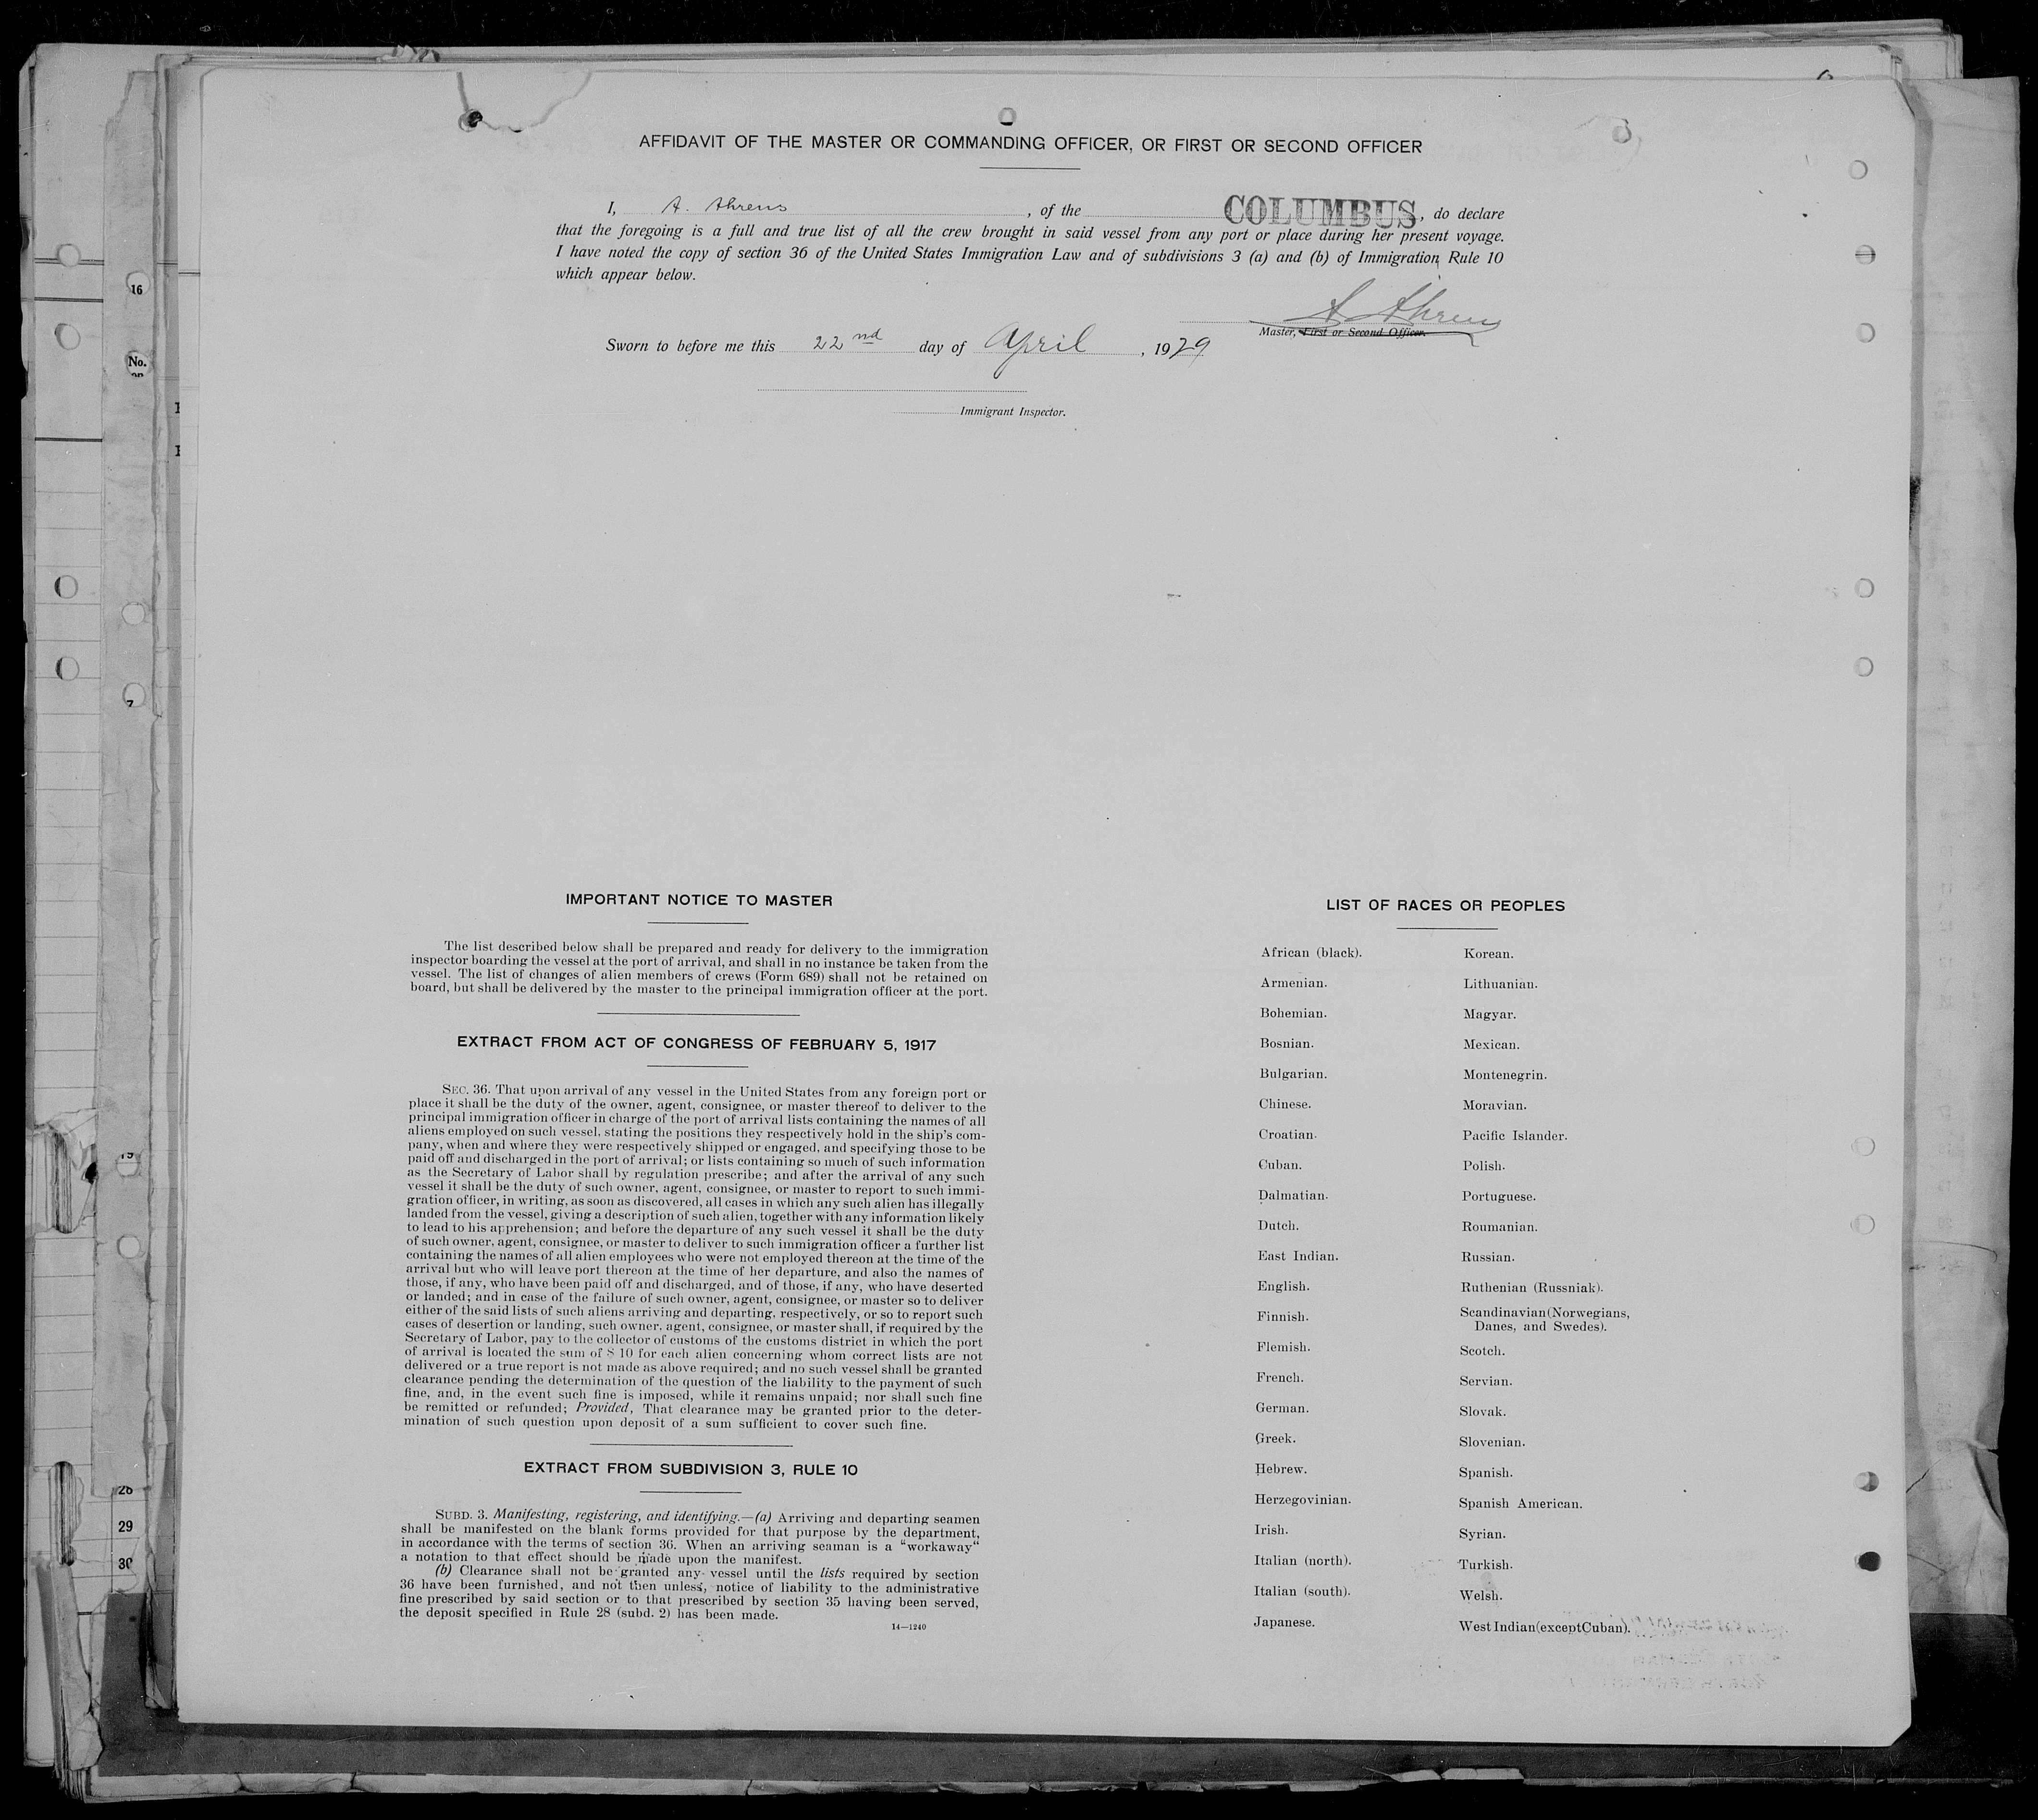 AFFIDAVIT OF THE MASTER OR COMMANDING OFFICER, OR FIRST OR SECOND OFFICER
I, A. Ahrens, of the COLUMBUS, do declare
that the foregoing is a full and true list of all the crew brought in said vessel from any port or place during her present voyage.
I have noted the copy of section 36 of the United States Immigration Law and of subdivisions 3 (a) and (b) of Immigration Rule 10
which appear below.
A Ahrens
Master, First or Second Officer.
Sworn to before me this 22nd day of April, 1929
Immigrant Inspector.
16
No.
7
19
28
29
30
IMPORTANT NOTICE TO MASTER
The list described below shall be prepared and ready for delivery to the immigration
inspector boarding the vessel at the port of arrival, and shall in no instance be taken from the
vessel. The list of changes of alien members of crews (Form 689) shall not be retained on
board, but shall be delivered by the master to the principal immigration officer at the port.
EXTRACT FROM ACT OF CONGRESS OF FEBRUARY 5, 1917
SEC. 36. That upon arrival of any vessel in the United States from any foreign port or
place it shall be the duty of the owner, agent, consignee, or master thereof to deliver to the
principal immigration officer in charge of the port of arrival lists containing the names of all
aliens employed on such vessel, stating the positions they respectively hold in the ship's com-
pany, when and where they were respectively shipped or engaged, and specifying those to be
paid off and discharged in the port of arrival; or lists containing so much of such information
as the Secretary of Labor shall by regulation prescribe; and after the arrival of any such
vessel it shall be the duty of such owner, agent, consignee, or master to report to such immi-
gration officer, in writing, as soon as discovered, all cases in which any such alien has illegally
landed from the vessel, giving a description of such alien, together with any information likely
to lead to his apprehension; and before the departure of any such vessel it shall be the duty
of such owner, agent, consignee, or master to deliver to such immigration officer a further list
containing the names of all alien employees who were not employed thereon at the time of the
arrival but who will leave port thereon at the time of her departure, and also the names of
those, if any, who have been paid off and discharged, and of those, if any, who have deserted
or landed; and in case of the failure of such owner, agent, consignee, or master so to deliver
either of the said lists of such aliens arriving and departing, respectively, or so to report such
cases of desertion or landing, such owner, agent, consignee, or master shall, if required by the
Secretary of Labor, pay to the collector of customs of the customs district in which the port
of arrival is located the sum of $ 10 for each alien concerning whom correct lists are not
delivered or a true report is not made as above required; and no such vessel shall be granted
clearance pending the determination of the question of the liability to the payment of such
fine, and, in the event such fine is imposed, while it remains unpaid; nor shall such fine
be remitted or refunded; Provided, That clearance may be granted prior to the deter-
mination of such question upon deposit of a sum sufficient to cover such fine.
EXTRACT FROM SUBDIVISION 3, RULE 10
SUBD. 3. Manifesting, registering, and identifying.—(a) Arriving and departing seamen
shall be manifested on the blank forms provided for that purpose by the department,
in accordance with the terms of section 36. When an arriving seaman is a “workaway“
a notation to that effect should be made upon the manifest.
(b) Clearance shall not be granted any vessel until the lists required by section
36 have been furnished, and not then unless, notice of liability to the administrative
fine prescribed by said section or to that prescribed by section 35 having been served,
the deposit specified in Rule 28 (subd. 2) has been made.
14—1240
LIST OF RACES OR PEOPLES
African (black).
Armenian.
Bohemian.
Bosnian.
Bulgarian.
Chinese.
Croatian.
Cuban.
Dalmatian.
Dutch.
East Indian.
English.
Finnish.
Flemish.
French.
German.
Greek.
Hebrew.
Herzegovinian.
Irish.
Italian (north).
Italian (south).
Japanese.
Korean.
Lithuanian.
Magyar.
Mexican.
Montenegrin.
Moravian.
Pacific Islander.
Polish.
Portuguese.
Roumanian.
Russian.
Ruthenian (Russniak).
Scandinavian(Norwegians,
Danes, and Swedes).
Scotch.
Servian.
Slovak.
Slovenian.
Spanish.
Spanish American.
Syrian.
Turkish.
Welsh.
West Indian(exceptCuban).